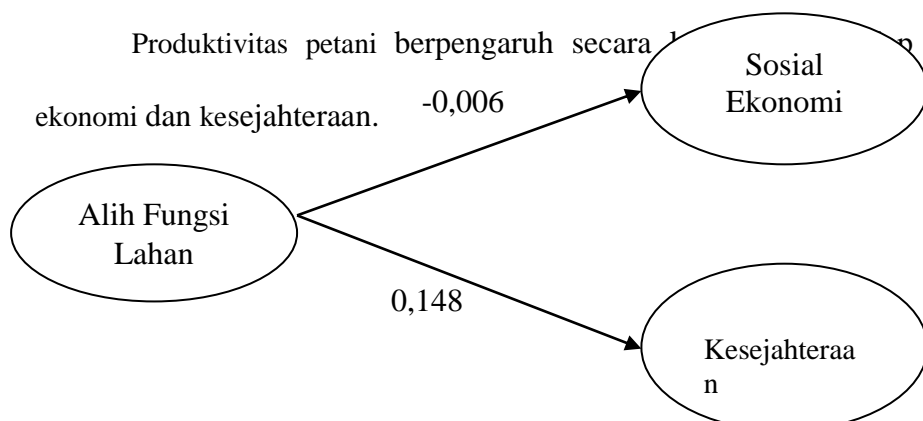 Produktivitas petani berpengaruh secara
ekonomi dan kesejahteraan.
-0,006
Sosial
Ekonomi
Alih Fungsi
Lahan
0,148
Kesejahteraa
n